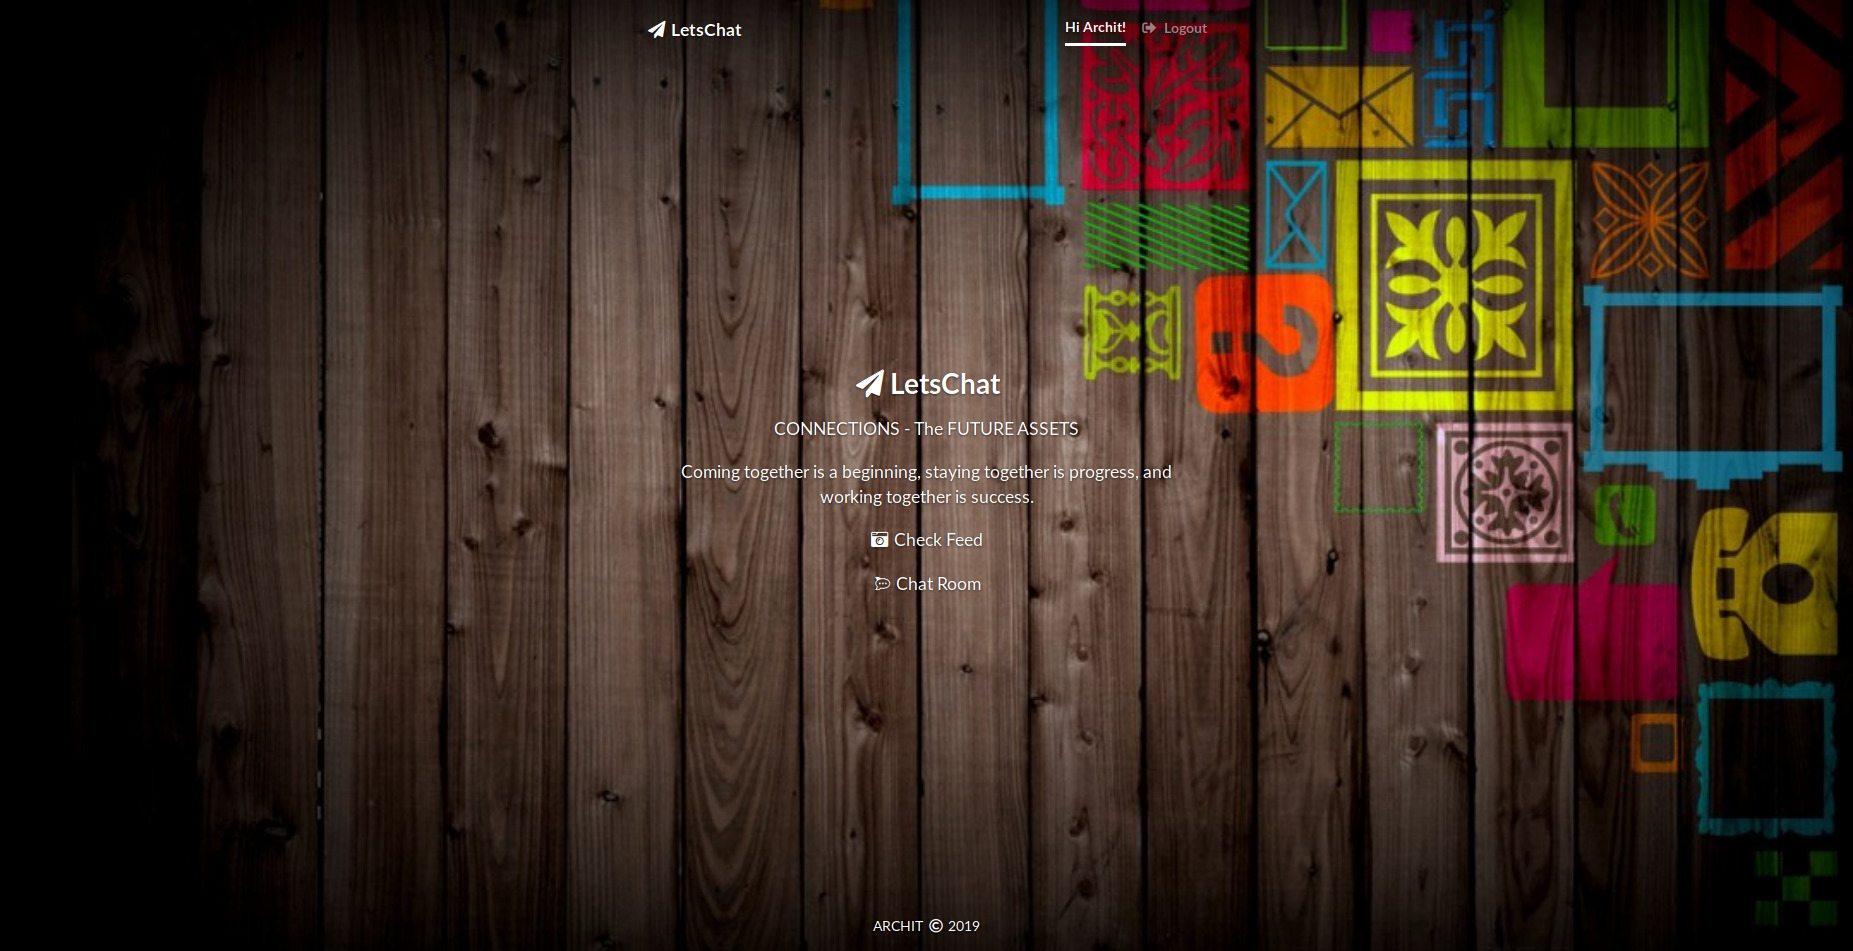 LetsChat
Hi Archit! Logout
LetsChat
CONNECTIONS - The FUTURE ASSETS
Coming together is a beginning, staying together is progress, and
working together is success.
Check Feed
Chat Room
ARCHIT © 2019